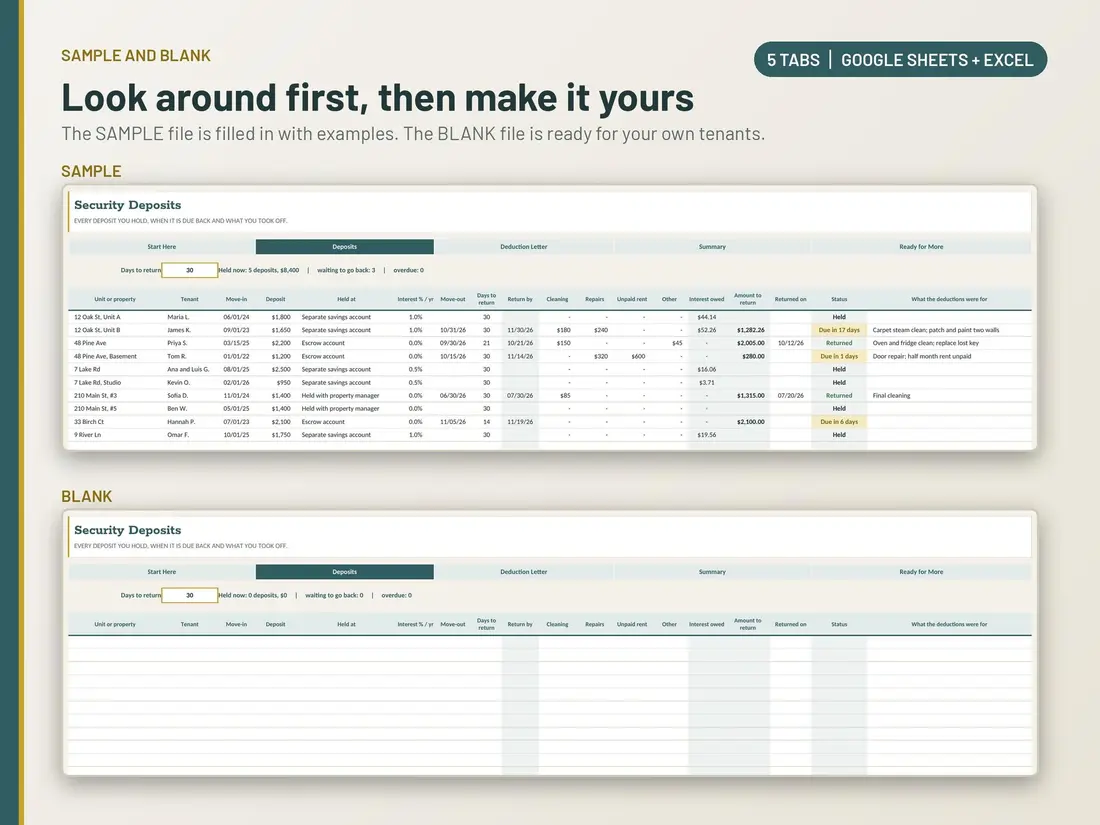 SAMPLE AND BLANK
5 TABS | GOOGLE SHEETS + EXCEL
Look around first, then make it yours
The SAMPLE file is filled in with examples. The BLANK file is ready for your own tenants.
SAMPLE
Security Deposits
EVERY DEPOSIT YOU HOLD, WHEN IT IS DUE BACK AND WHAT YOU TOOK OFF.
Start Here Deposits Deduction Letter Summary Ready for More
Days to return 30 Held now: 5 deposits, $8,400 | waiting to go back: 3 | overdue: 0
Unit or property Tenant Move-in Deposit Held at Interest % / yr Move-out Days to return Return by Cleaning Repairs Unpaid rent Other Interest owed Amount to return Returned on Status What the deductions were for
12 Oak St, Unit A Maria L. 06/01/24 $1,800 Separate savings account 1.0% 30 - - - - $44.14 Held
12 Oak St, Unit B James K. 09/01/23 $1,650 Separate savings account 1.0% 10/31/26 30 11/30/26 $180 $240 - - $52.26 $1,282.26 Due in 17 days Carpet steam clean; patch and paint two walls
48 Pine Ave Priya S. 03/15/25 $2,200 Escrow account 0.0% 09/30/26 21 10/21/26 $150 - - $45 - $2,005.00 10/12/26 Returned Oven and fridge clean; replace lost key
48 Pine Ave, Basement Tom R. 01/01/22 $1,200 Escrow account 0.0% 10/15/26 30 11/14/26 - $320 $600 - - $280.00 Due in 1 days Door repair; half month rent unpaid
7 Lake Rd Ana and Luis G. 08/01/25 $2,500 Separate savings account 0.5% 30 - - - - $16.06 Held
7 Lake Rd, Studio Kevin O. 02/01/26 $950 Separate savings account 0.5% 30 - - - - $3.71 Held
210 Main St, #3 Sofia D. 11/01/24 $1,400 Held with property manager 0.0% 06/30/26 30 07/30/26 $85 - - - - $1,315.00 07/20/26 Returned Final cleaning
210 Main St, #5 Ben W. 05/01/25 $1,400 Held with property manager 0.0% 30 - - - - - Held
33 Birch Ct Hannah P. 07/01/23 $2,100 Escrow account 0.0% 11/05/26 14 11/19/26 - - - - - $2,100.00 Due in 6 days
9 River Ln Omar F. 10/01/25 $1,750 Separate savings account 1.0% 30 - - - - $19.56 Held
BLANK
Security Deposits
EVERY DEPOSIT YOU HOLD, WHEN IT IS DUE BACK AND WHAT YOU TOOK OFF.
Start Here Deposits Deduction Letter Summary Ready for More
Days to return 30 Held now: 0 deposits, $0 | waiting to go back: 0 | overdue: 0
Unit or property Tenant Move-in Deposit Held at Interest % / yr Move-out Days to return Return by Cleaning Repairs Unpaid rent Other Interest owed Amount to return Returned on Status What the deductions were for